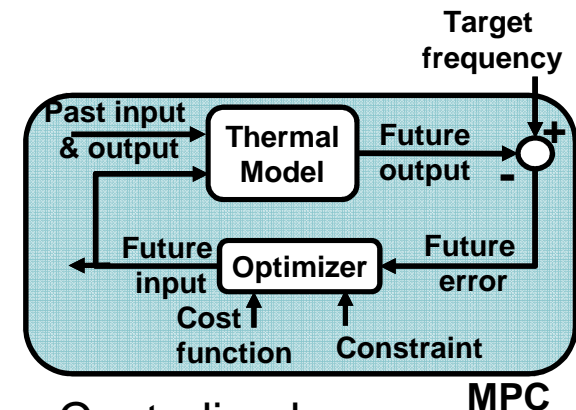 Target
frequency
Past input
& output
Thermal
Model
Future
output
+
-
Future
input
Optimizer
Future
error
Cost
function
Constraint
MPC